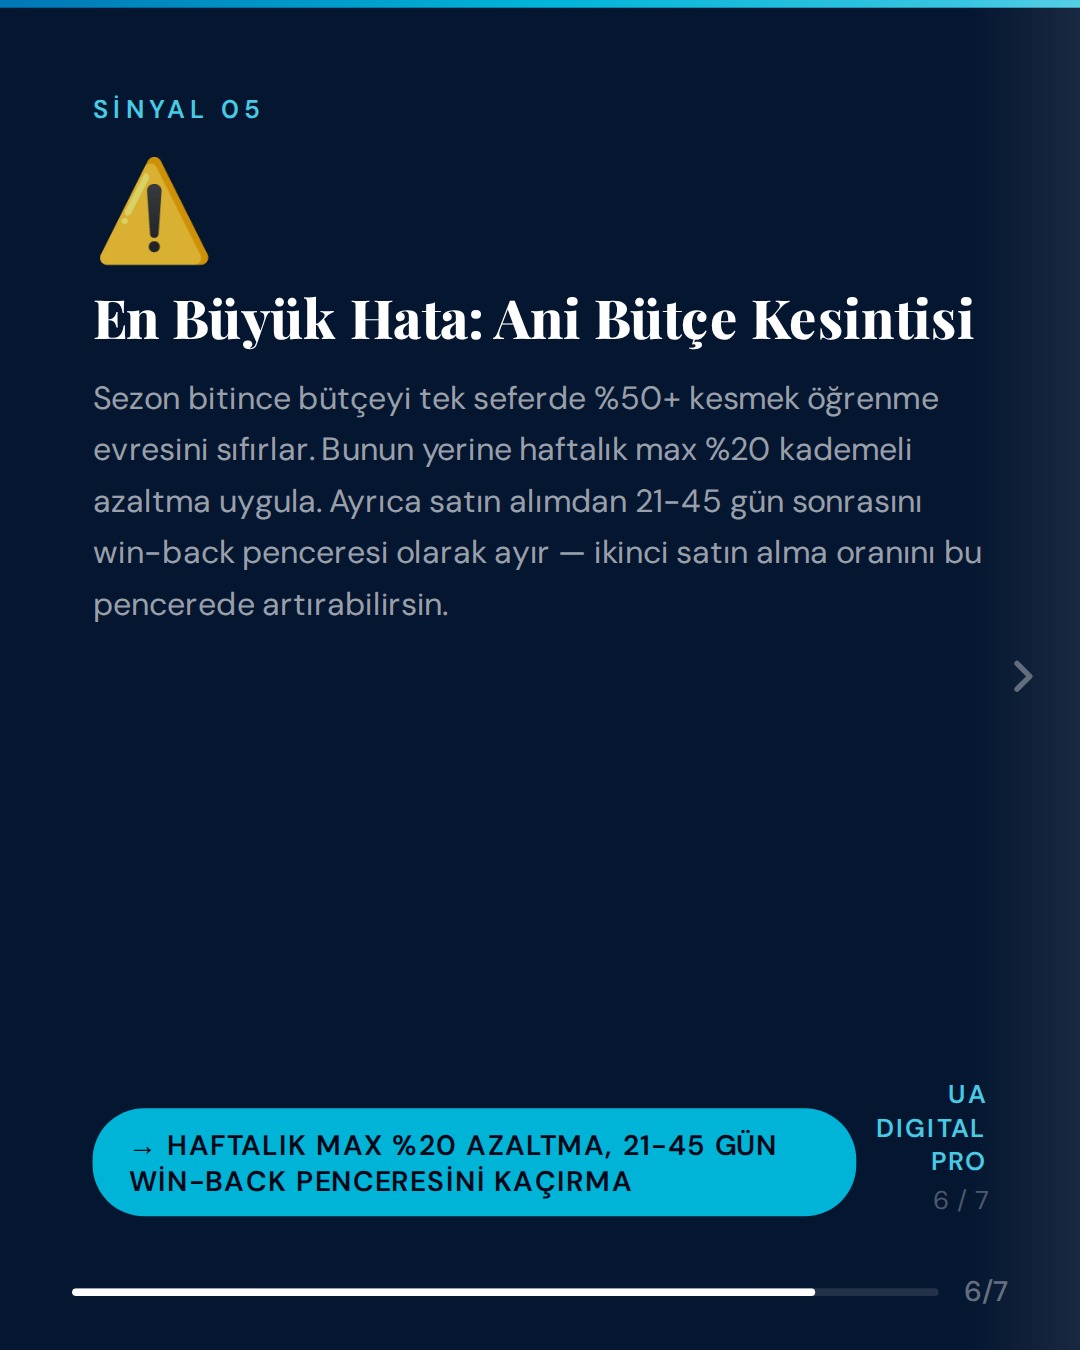 SİNYAL 05
En Büyük Hata: Ani Bütçe Kesintisi
Sezon bitince bütçeyi tek seferde %50+ kesmek öğrenme
evresini sıfırlar. Bunun yerine haftalık max %20 kademeli
azaltma uygula. Ayrıca satın alımdan 21-45 gün sonrasını
win-back penceresi olarak ayır — ikinci satın alma oranını bu
pencerede artırabilirsin.
→ HAFTALIK MAX %20 AZALTMA, 21-45 GÜN
WİN-BACK PENCERESİNİ KAÇIRMA
UA
DIGITAL
PRO
6 / 7
6/7